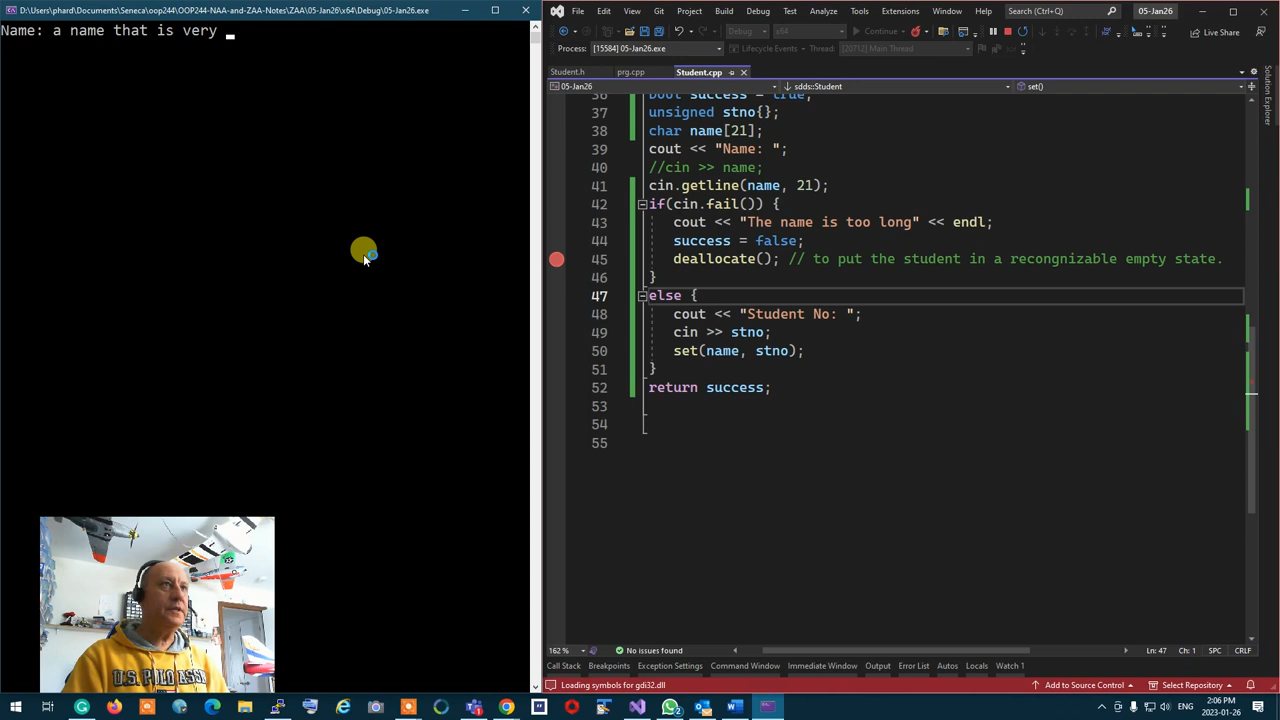 D:\Users\phard\Documents\Seneca\oop244\OOP244-NAA-and-ZAA-Notes\ZAA\05-Jan26\x64\Debug\05-Jan26.exe
Name: a name that is very _
File Edit View Git Project Build Debug Test Analyze Tools Extensions Window Help Search (Ctrl+Q) 05-Jan26
Debug x64 Continue Live Share
Process: [15584] 05-Jan26.exe Lifecycle Events Thread: [20712] Main Thread
Student.h prg.cpp Student.cpp
05-Jan26 sdds::Student set()
36 bool success = true;
37 unsigned stno{};
38 char name[21];
39 cout << "Name: ";
40 //cin >> name;
41 cin.getline(name, 21);
42 if(cin.fail()) {
43 cout << "The name is too long" << endl;
44 success = false;
45 deallocate(); // to put the student in a recongnizable empty state.
46 }
47 else {
48 cout << "Student No: ";
49 cin >> stno;
50 set(name, stno);
51 }
52 return success;
53
54
55
Solution Explorer
U.S. PILOT ASS
162 % No issues found Ln: 47 Ch: 1 SPC CRLF
Call Stack Breakpoints Exception Settings Command Window Immediate Window Output Error List Autos Locals Watch 1
Loading symbols for gdi32.dll Add to Source Control Select Repository
2:06 PM
2023-01-26